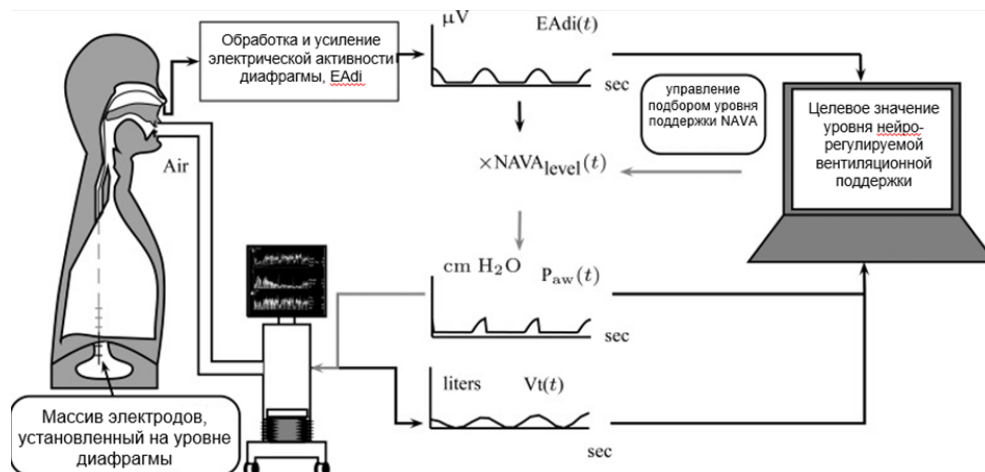 Обработка и усиление
электрической активности
диафрагмы, EAdi
μV
EAdi(t)
sec
управление
подбором уровня
поддержки NAVA
Целевое значение
уровня нейро-
регулируемой
вентиляционной
поддержки
Air
×NAVAlevel(t)
cm H2O
Paw(t)
sec
liters
Vt(t)
sec
Массив электродов,
установленный на уровне
диафрагмы